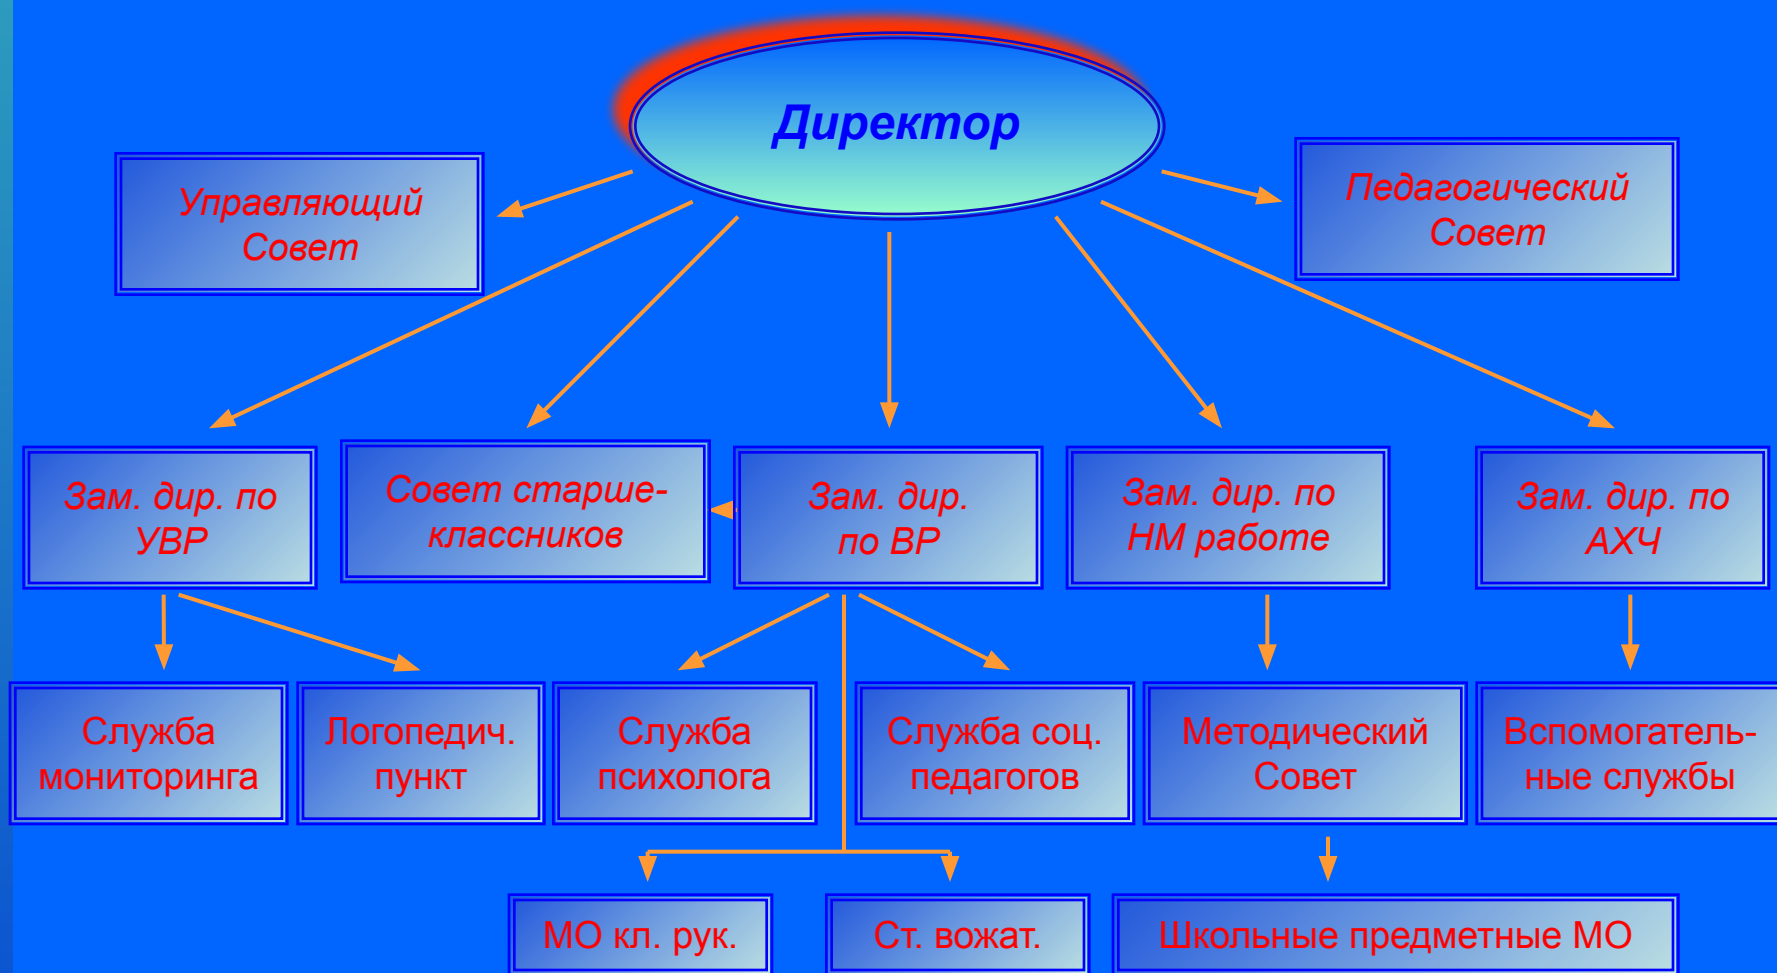 Директор
Управляющий
Совет
Педагогический
Совет
Зам. дир. по
УВР
Совет старше-
классников
Зам. дир.
по ВР
Зам. дир. по
НМ работе
Зам. дир. по
АХЧ
Служба
мониторинга
Логопедич.
пункт
Служба
психолога
Служба соц.
педагогов
Методический
Совет
Вспомогатель-
ные службы
МО кл. рук.
Ст. вожат.
Школьные предметные МО